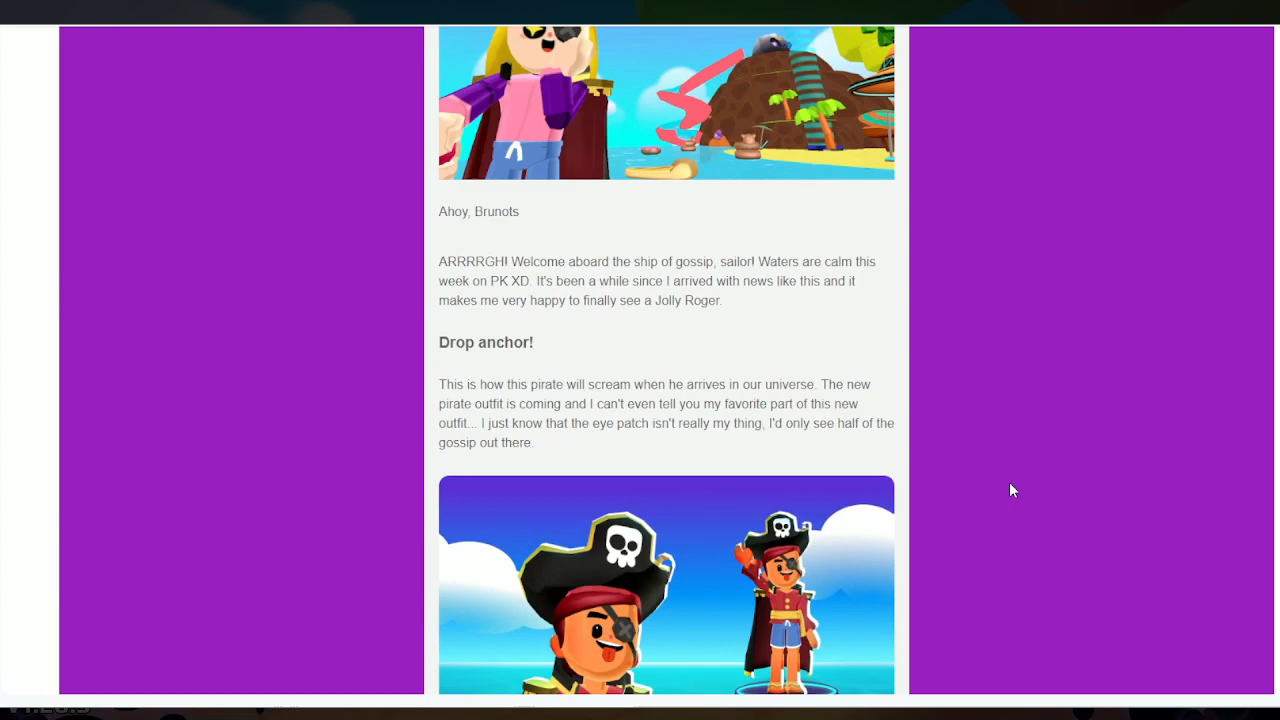 Ahoy, Brunots
ARRRRGH! Welcome aboard the ship of gossip, sailor! Waters are calm this
week on PK XD. It's been a while since I arrived with news like this and it
makes me very happy to finally see a Jolly Roger.
Drop anchor!
This is how this pirate will scream when he arrives in our universe. The new
pirate outfit is coming and I can't even tell you my favorite part of this new
outfit... I just know that the eye patch isn't really my thing, I'd only see half of the
gossip out there.